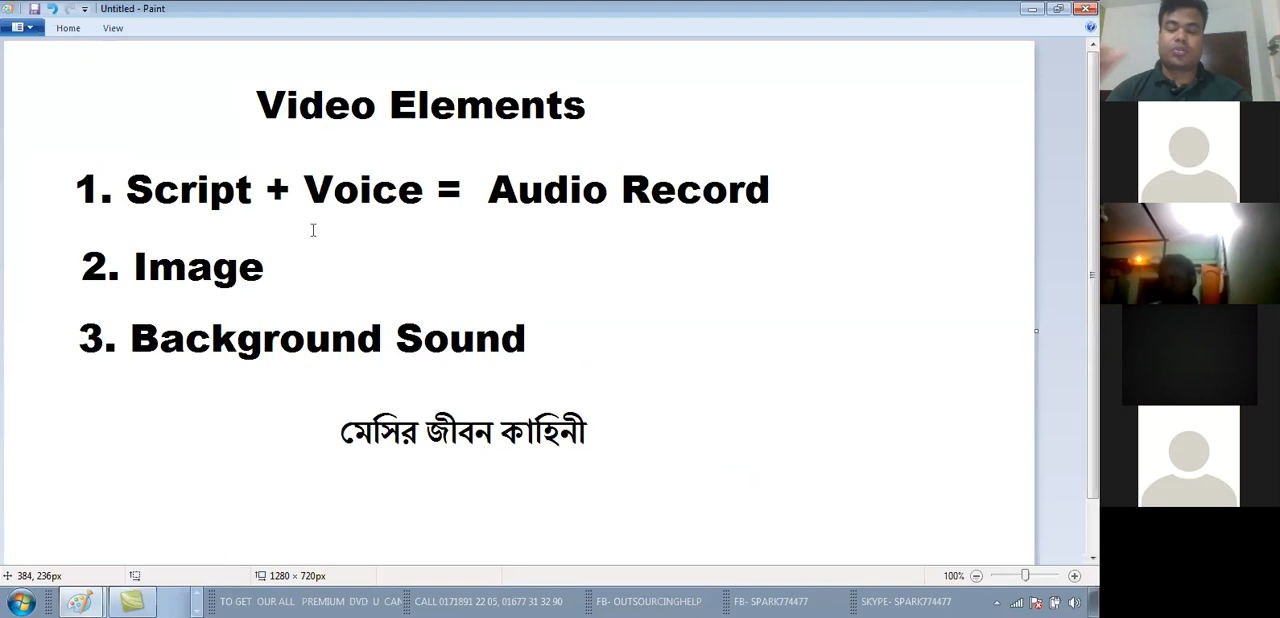 Untitled - Paint
Home View
Video Elements
1. Script + Voice = Audio Record
2. Image
3. Background Sound
মেসির জীবন কাহিনী
384, 236px
1280 × 720px
100%
TO GET OUR ALL PREMIUM DVD U CAN
CALL 0171891 22 05, 01677 31 32 90
FB- OUTSOURCINGHELP
FB- SPARK774477
SKYPE- SPARK774477